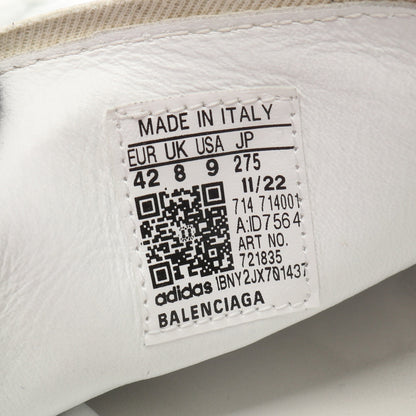 MADE IN ITALY
EUR UK USA JP
42 8 9 275
11/22
714 714001
A:ID7564
ART NO.
721835
adidas IBNY2JX701437
BALENCIAGA